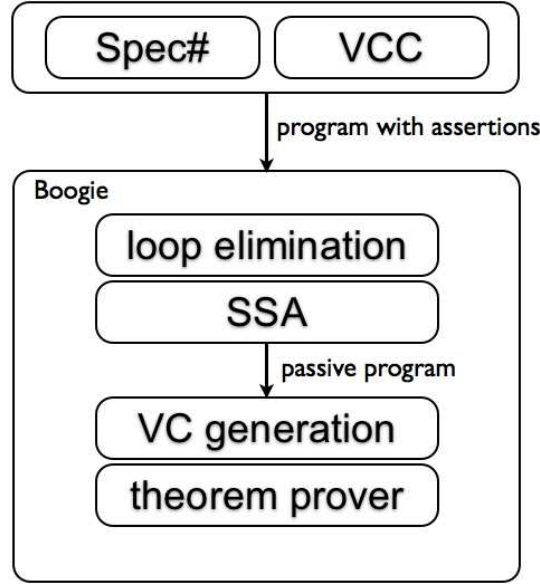 Spec# VCC
program with assertions
Boogie
loop elimination
SSA
passive program
VC generation
theorem prover